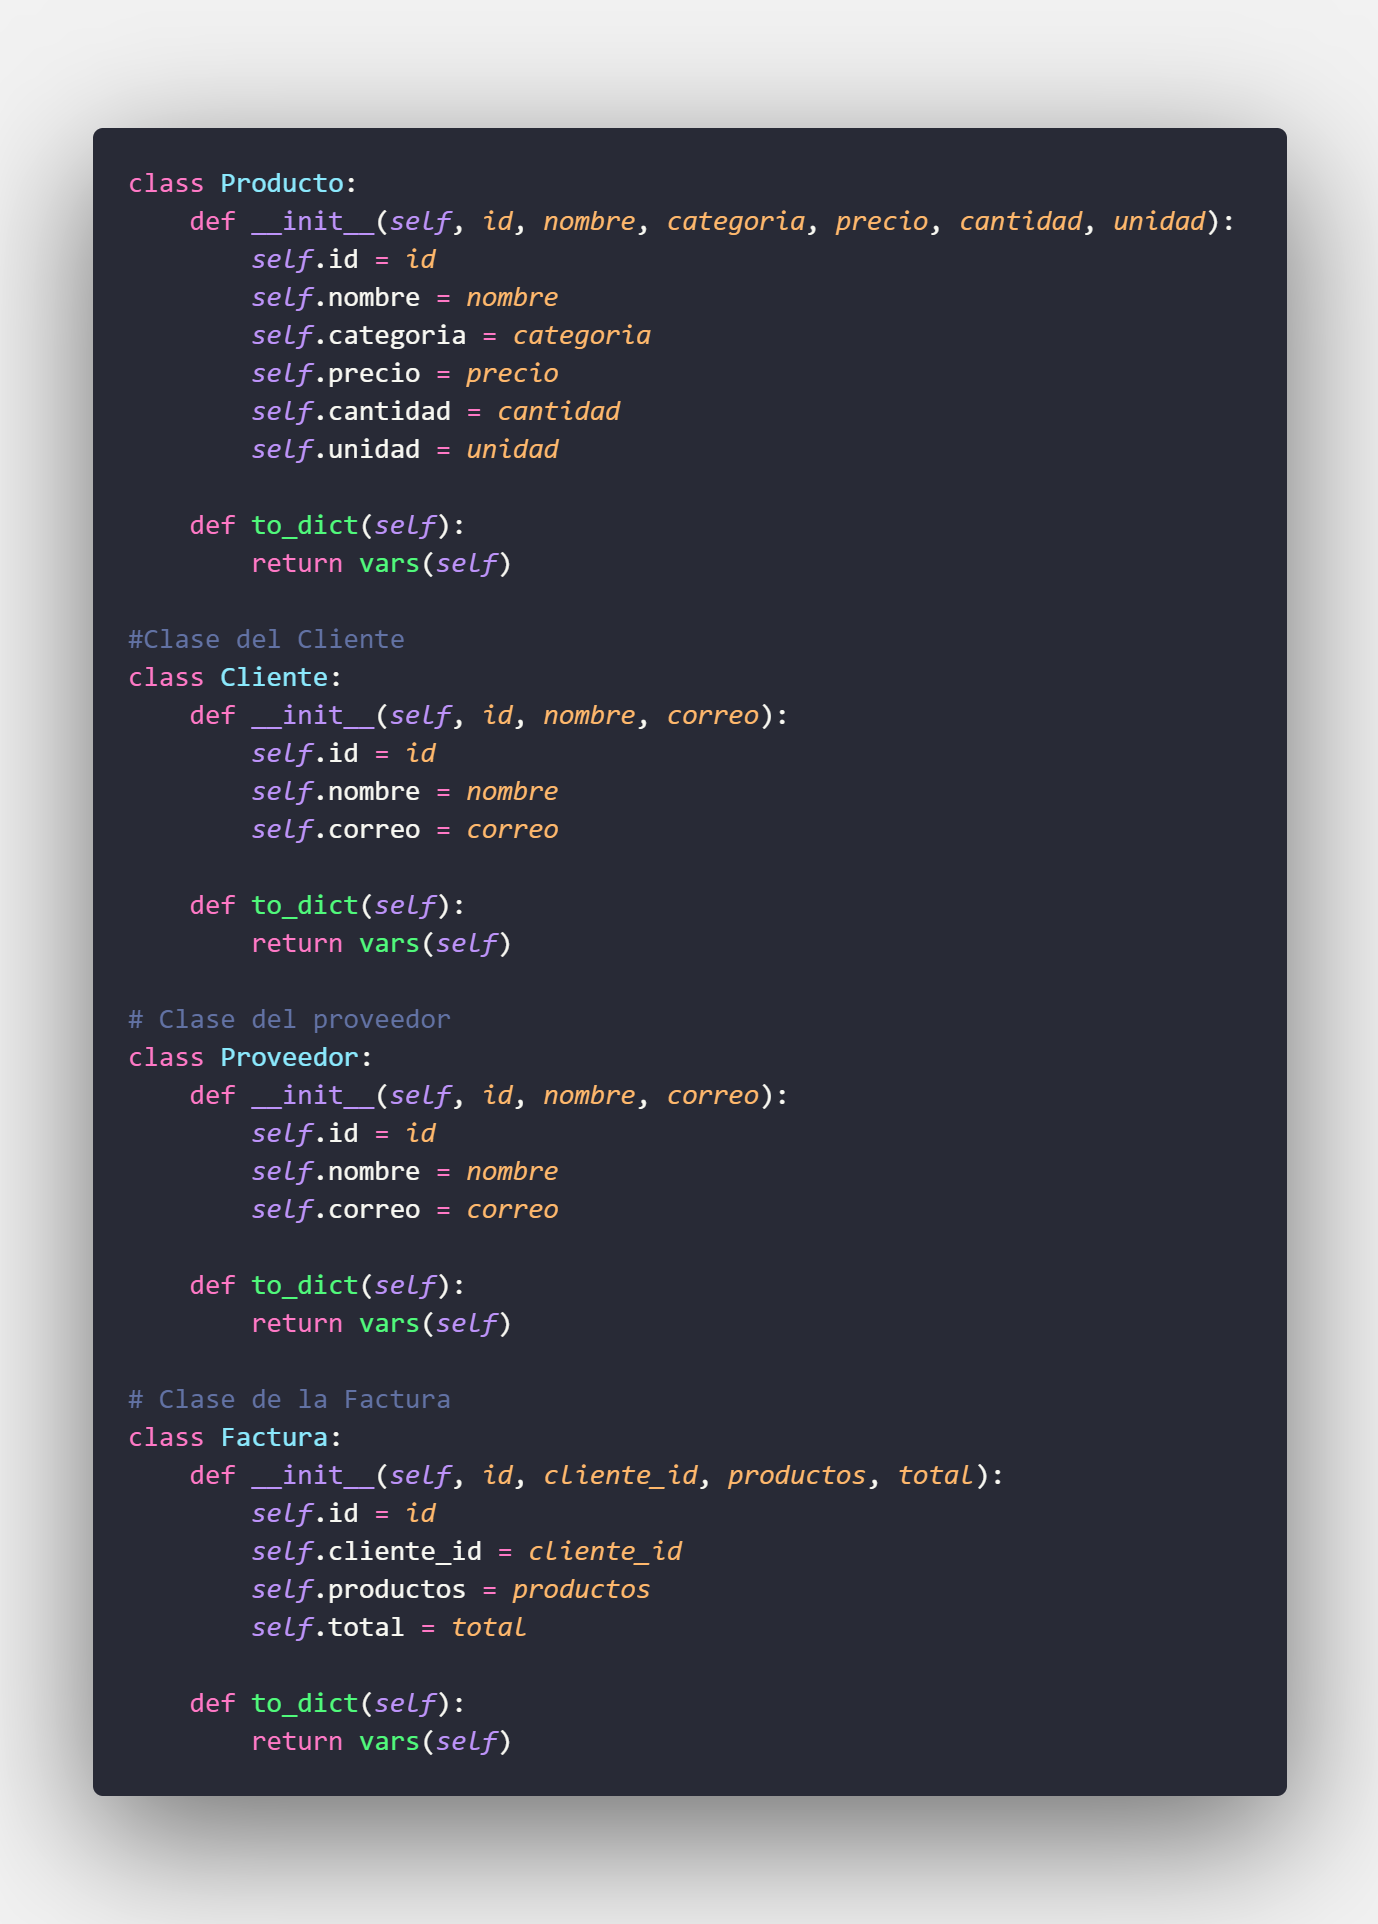 class Producto:
    def __init__(self, id, nombre, categoria, precio, cantidad, unidad):
        self.id = id
        self.nombre = nombre
        self.categoria = categoria
        self.precio = precio
        self.cantidad = cantidad
        self.unidad = unidad

    def to_dict(self):
        return vars(self)

#Clase del Cliente
class Cliente:
    def __init__(self, id, nombre, correo):
        self.id = id
        self.nombre = nombre
        self.correo = correo

    def to_dict(self):
        return vars(self)

# Clase del proveedor
class Proveedor:
    def __init__(self, id, nombre, correo):
        self.id = id
        self.nombre = nombre
        self.correo = correo

    def to_dict(self):
        return vars(self)

# Clase de la Factura
class Factura:
    def __init__(self, id, cliente_id, productos, total):
        self.id = id
        self.cliente_id = cliente_id
        self.productos = productos
        self.total = total

    def to_dict(self):
        return vars(self)